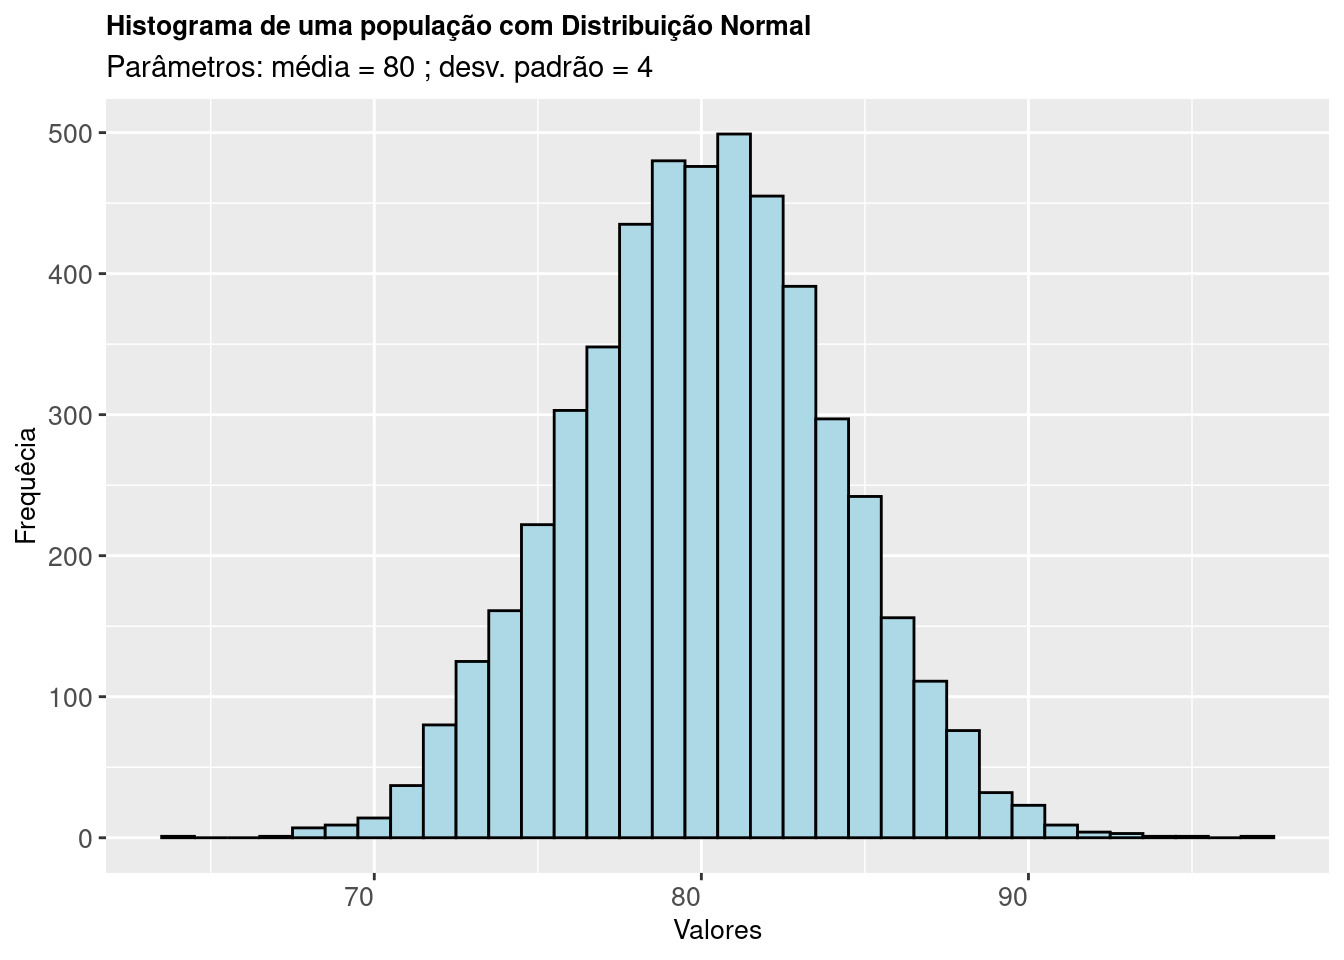 Histograma de uma população com Distribuição Normal
Parâmetros: média = 80 ; desv. padrão = 4
500
400
300
200
100
0
Frequêcia
70
80
90
Valores